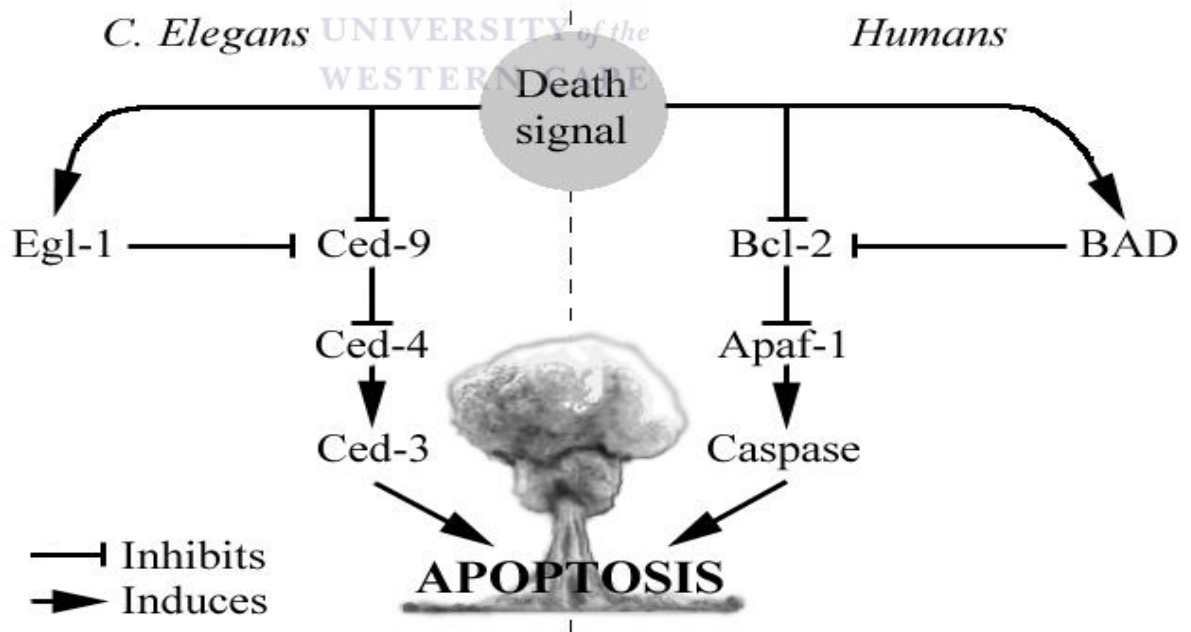 C. Elegans
UNIVERSITY of the
WESTERN CAPE
Humans
Death
signal
Egl-1
Ced-9
Bcl-2
BAD
Ced-4
Apaf-1
Ced-3
Caspase
APOPTOSIS
Inhibits
Induces